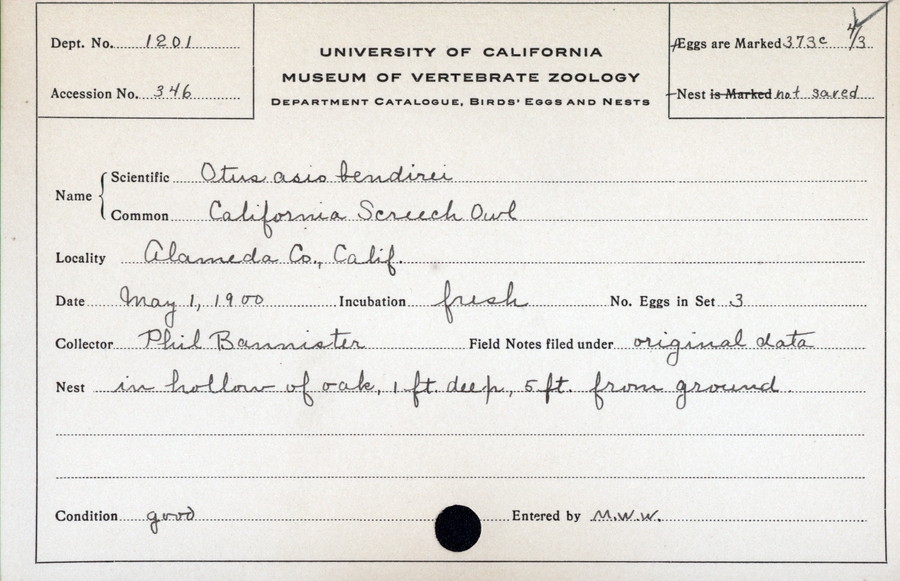 Dept. No. 1201
Accession No. 346
UNIVERSITY OF CALIFORNIA
MUSEUM OF VERTEBRATE ZOOLOGY
DEPARTMENT CATALOGUE, BIRDS' EGGS AND NESTS
Eggs are Marked 373c 4/3
Nest is Marked not saved
Name
Scientific Otus asio bendirei
Common California Screech Owl
Locality Alameda Co., Calif.
Date May 1, 1900 Incubation fresh No. Eggs in Set 3
Collector Phil Bannister Field Notes filed under original data
Nest in hollow of oak, 1 ft. deep, 5 ft. from ground.
Condition good Entered by M.W.W.